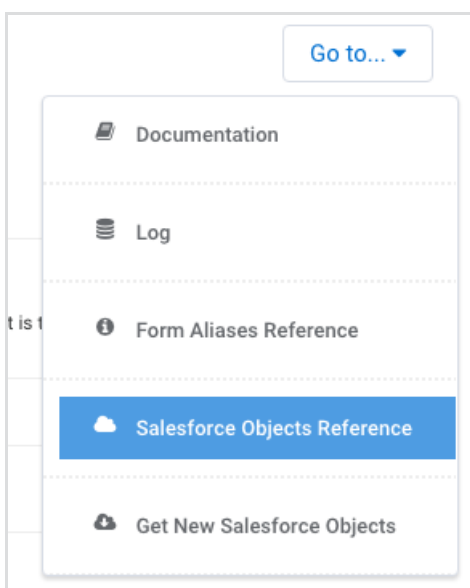 Go to...
Documentation
Log
t is t
Form Aliases Reference
Salesforce Objects Reference
Get New Salesforce Objects